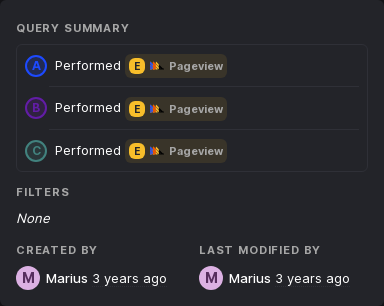 QUERY SUMMARY
A Performed E Pageview
B Performed E Pageview
C Performed E Pageview
FILTERS
None
CREATED BY LAST MODIFIED BY
M Marius 3 years ago M Marius 3 years ago